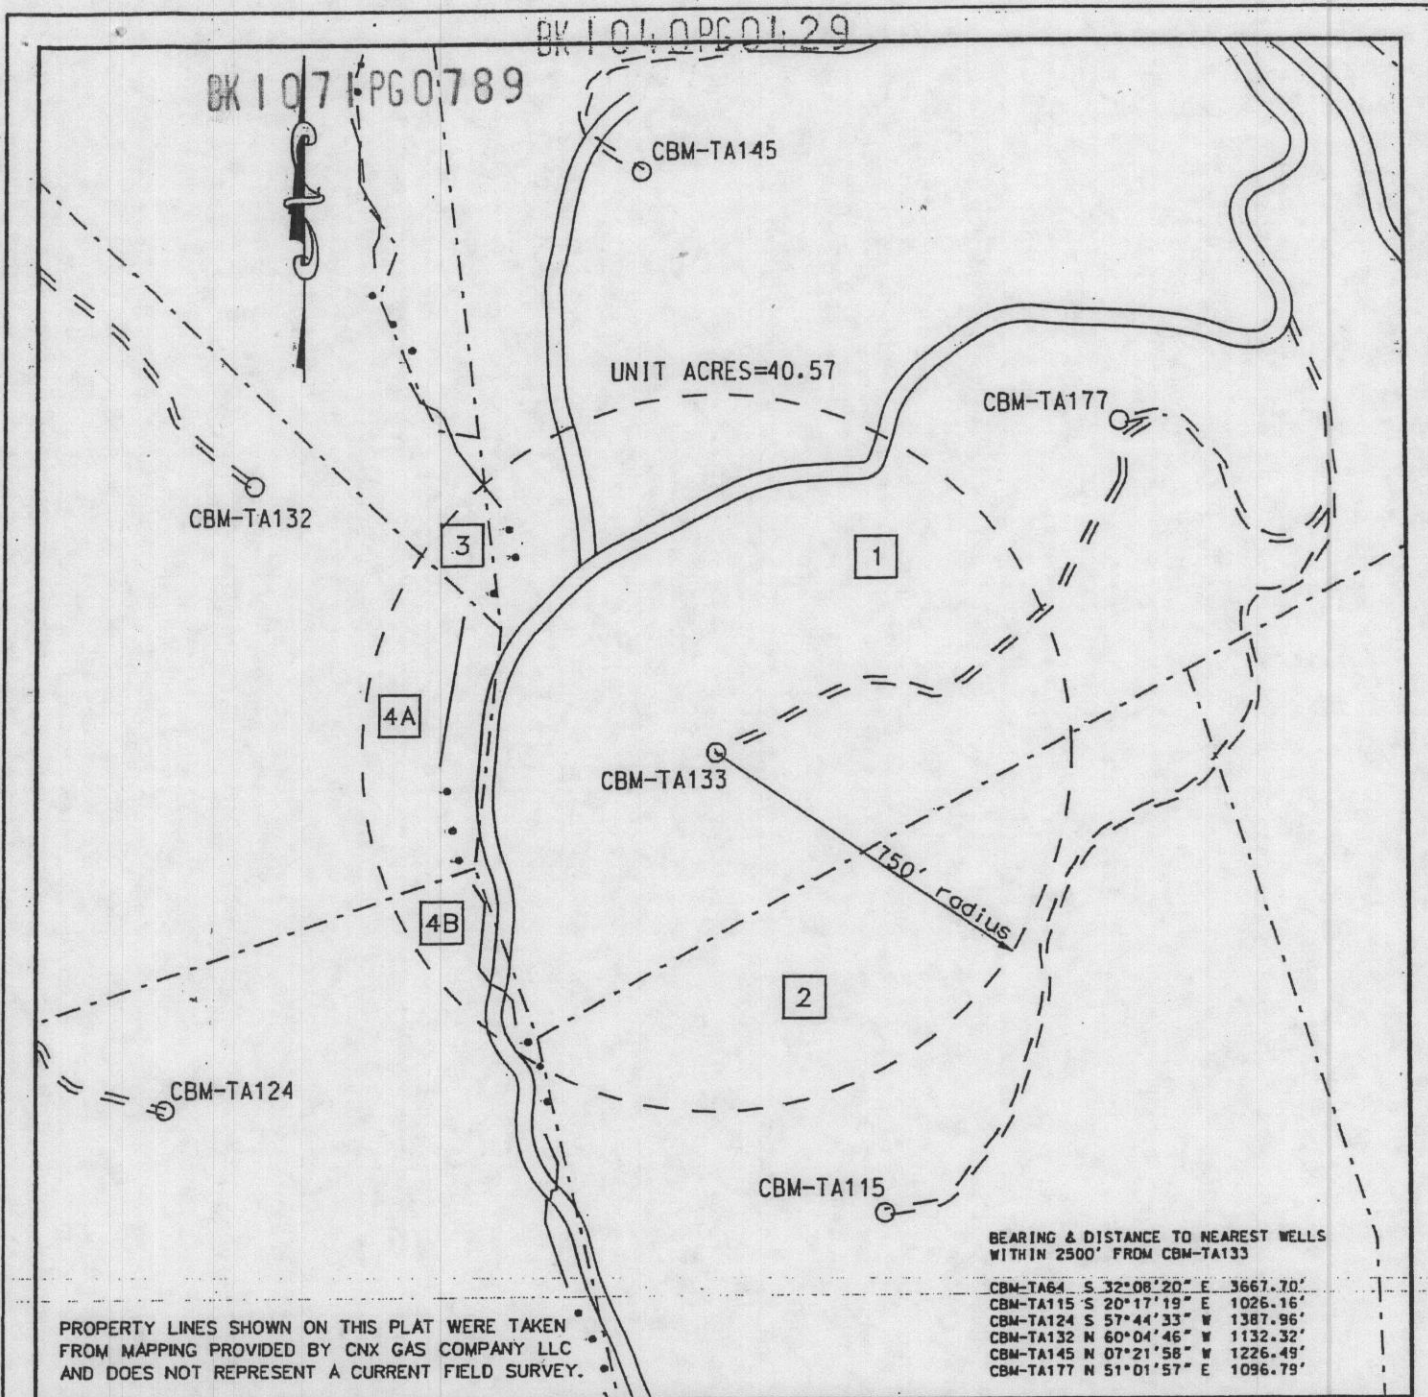 BK 1040PG0429
BK 1071PG0789
CBM-TA145
UNIT ACRES=40.57
CBM-TA177
CBM-TA132
3
1
4A
CBM-TA133
750' radius
4B
2
CBM-TA124
CBM-TA115
BEARING & DISTANCE TO NEAREST WELLS
WITHIN 2500' FROM CBM-TA133
CBM-TA64 S 32°08'20" E 3667.70'
CBM-TA115 S 20°17'19" E 1026.16'
CBM-TA124 S 57°44'33" W 1387.96'
CBM-TA132 N 60°04'46" W 1132.32'
CBM-TA145 N 07°21'58" W 1226.49'
CBM-TA177 N 51°01'57" E 1096.79'
PROPERTY LINES SHOWN ON THIS PLAT WERE TAKEN
FROM MAPPING PROVIDED BY CNX GAS COMPANY LLC
AND DOES NOT REPRESENT A CURRENT FIELD SURVEY.